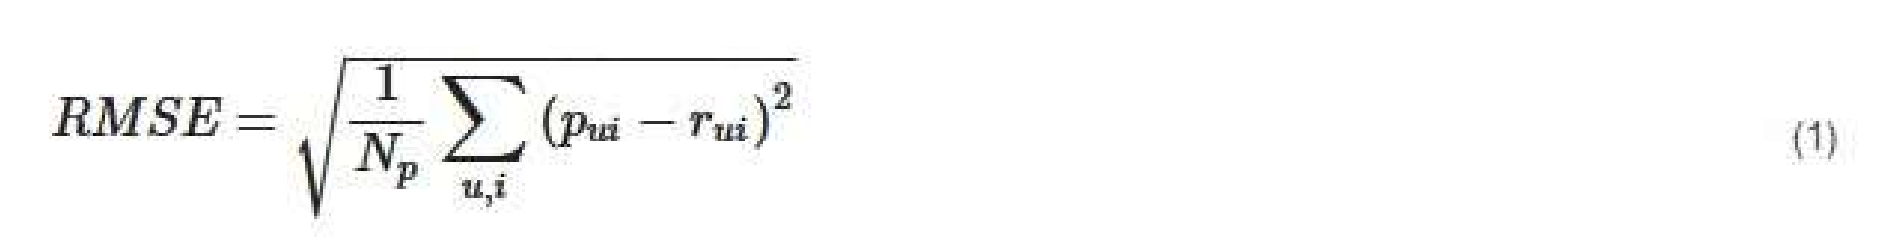 $RMSE = \sqrt{\frac{1}{N_p} \sum_{u,i} (p_{ui} - r_{ui})^2}$ (1)